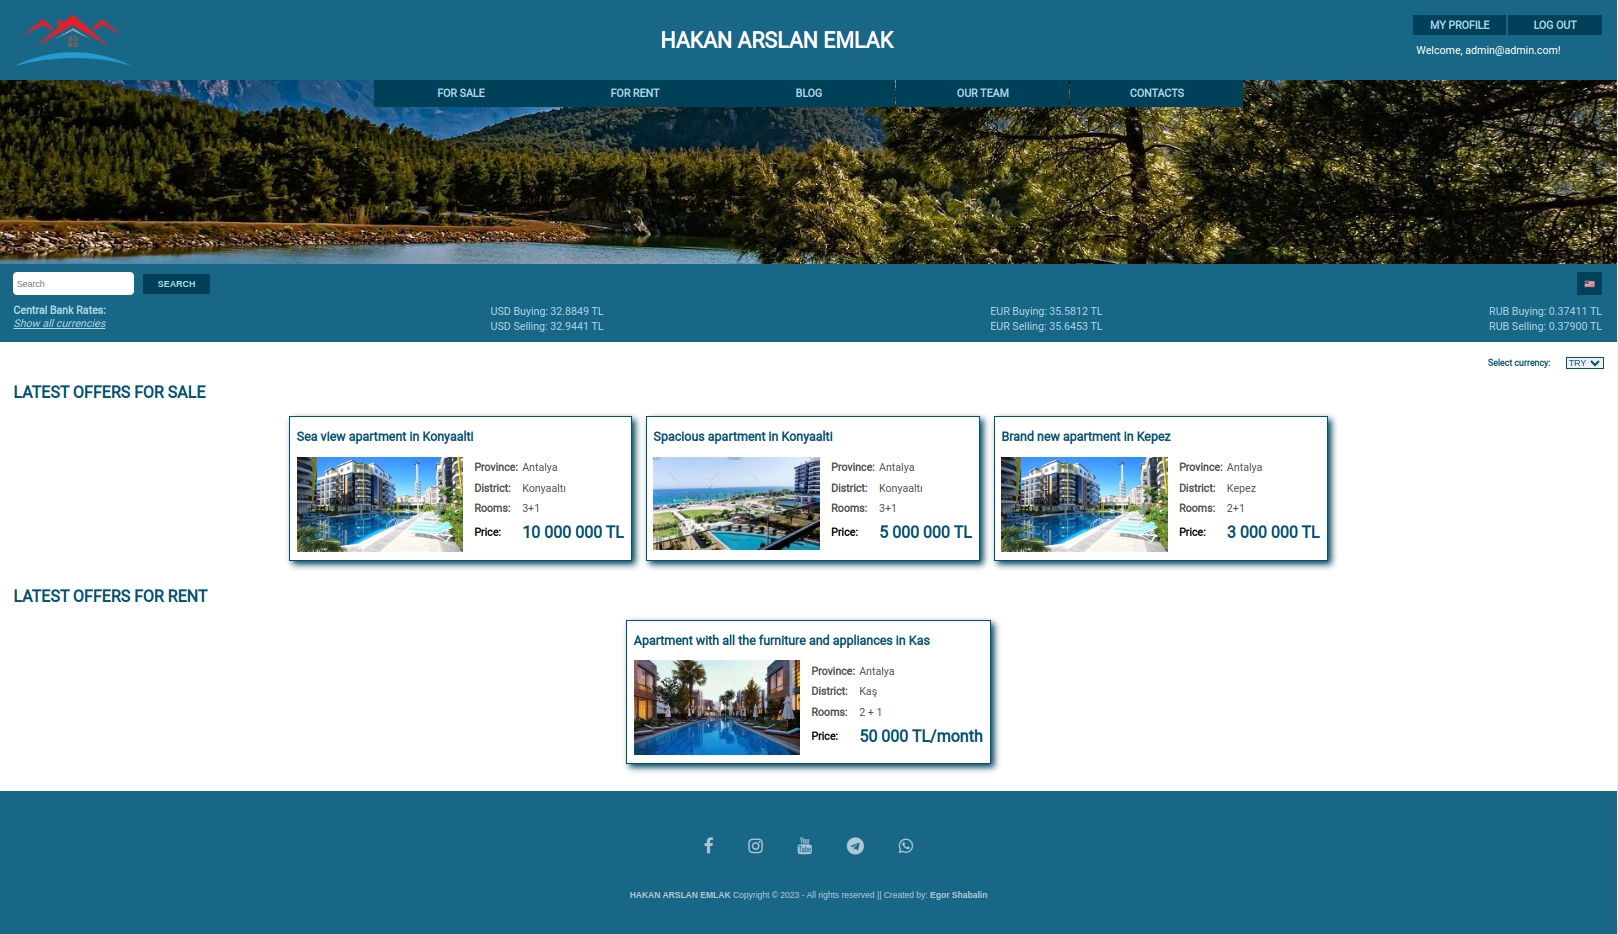 HAKAN ARSLAN EMLAK
MY PROFILE LOG OUT
Welcome, admin@admin.com!
FOR SALE FOR RENT BLOG OUR TEAM CONTACTS
Search SEARCH
Central Bank Rates:
Show all currencies
USD Buying: 32.8849 TL
USD Selling: 32.9441 TL
EUR Buying: 35.5812 TL
EUR Selling: 35.6453 TL
RUB Buying: 0.37411 TL
RUB Selling: 0.37900 TL
Select currency: TRY
LATEST OFFERS FOR SALE
Sea view apartment in Konyaalti
Province: Antalya
District: Konyaaltı
Rooms: 3+1
Price: 10 000 000 TL
Spacious apartment in Konyaalti
Province: Antalya
District: Konyaaltı
Rooms: 3+1
Price: 5 000 000 TL
Brand new apartment in Kepez
Province: Antalya
District: Kepez
Rooms: 2+1
Price: 3 000 000 TL
LATEST OFFERS FOR RENT
Apartment with all the furniture and appliances in Kas
Province: Antalya
District: Kaş
Rooms: 2 + 1
Price: 50 000 TL/month
You Tube
HAKAN ARSLAN EMLAK Copyright © 2023 - All rights reserved || Created by: Egor Shabalin